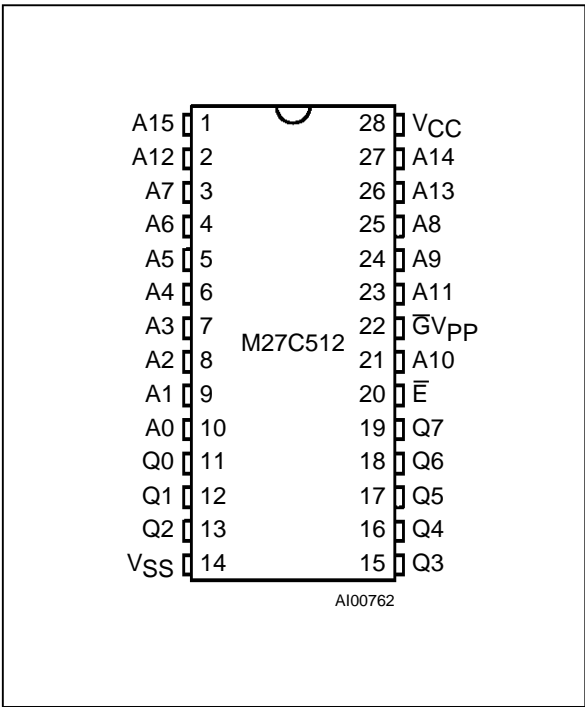 A15 1 28 VCC
A12 2 27 A14
A7 3 26 A13
A6 4 25 A8
A5 5 24 A9
A4 6 23 A11
A3 7 22 G̅VPP
M27C512
A2 8 21 A10
A1 9 20 E̅
A0 10 19 Q7
Q0 11 18 Q6
Q1 12 17 Q5
Q2 13 16 Q4
VSS 14 15 Q3
AI00762